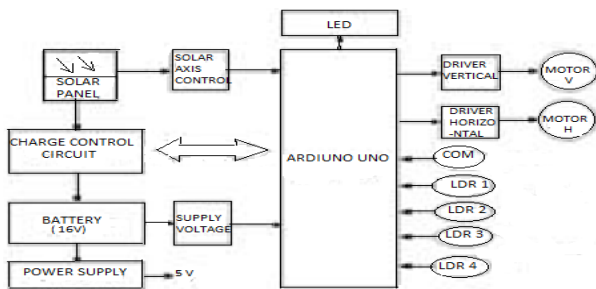 LED
SOLAR
PANEL
SOLAR
AXIS
CONTROL
DRIVER
VERTICAL
MOTOR
V
DRIVER
HORIZO
-NTAL
MOTOR
H
CHARGE CONTROL
CIRCUIT
ARDIUNO UNO
COM
LDR 1
LDR 2
LDR 3
LDR 4
BATTERY
(16V)
SUPPLY
VOLTAGE
POWER SUPPLY
5 V